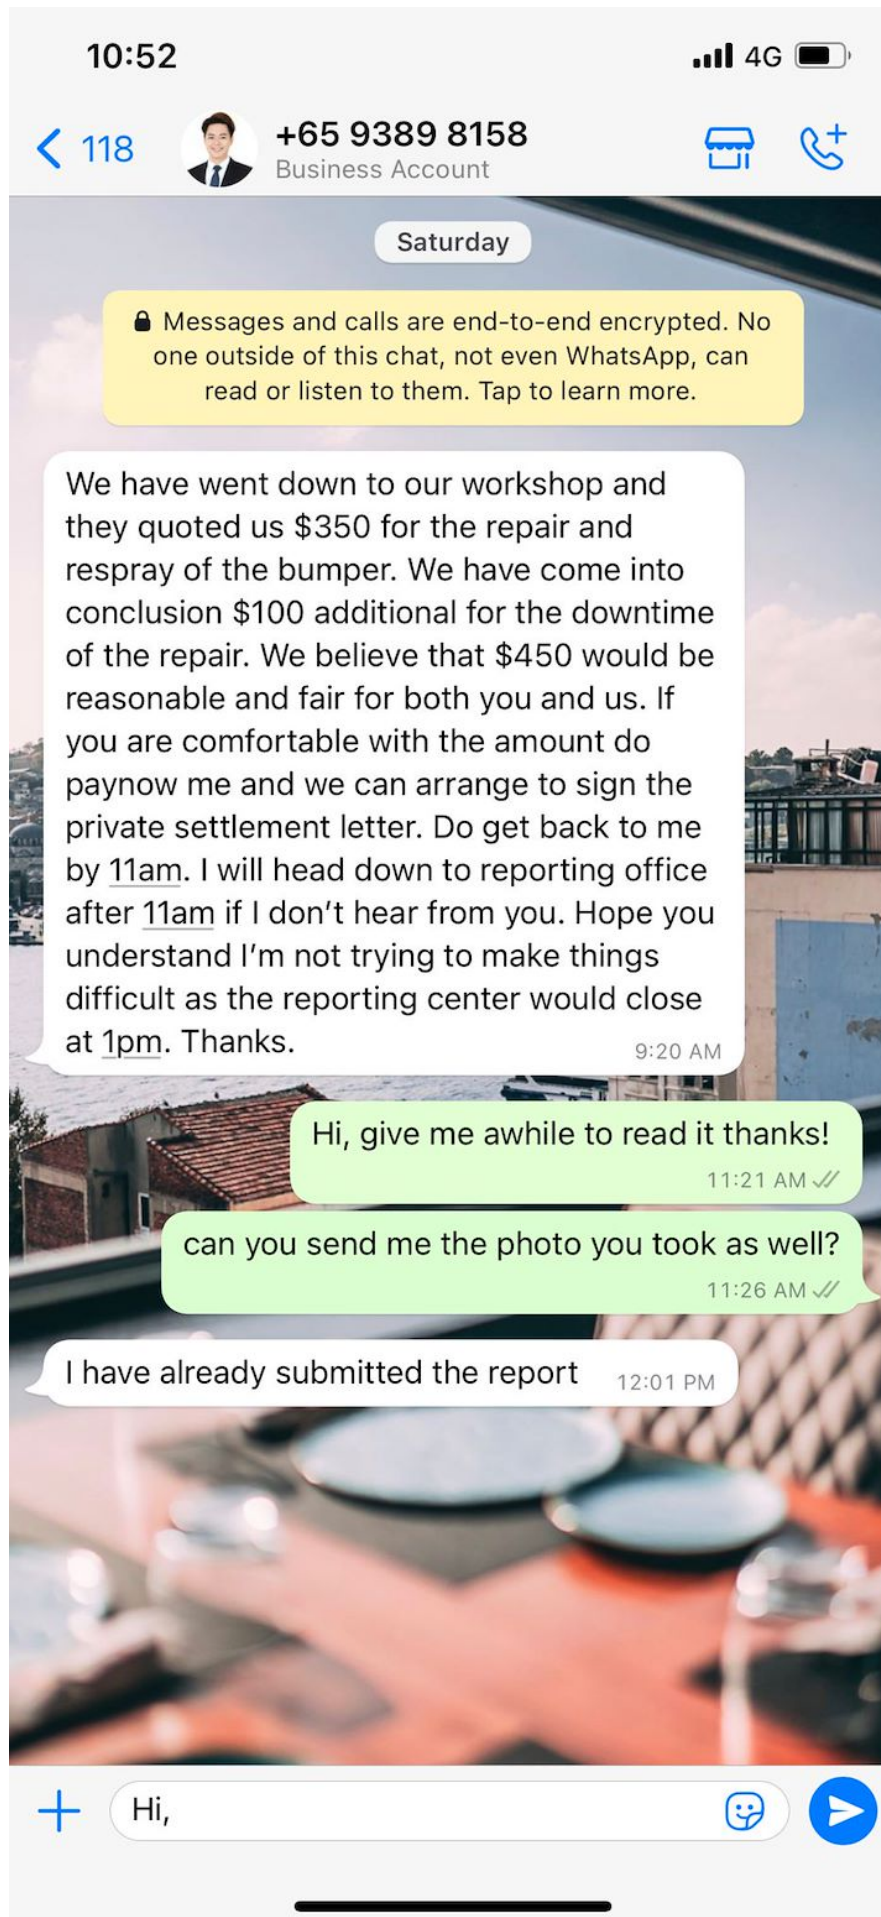 10:52
4G
118
+65 9389 8158
Business Account
Saturday
Messages and calls are end-to-end encrypted. No
one outside of this chat, not even WhatsApp, can
read or listen to them. Tap to learn more.
We have went down to our workshop and
they quoted us $350 for the repair and
respray of the bumper. We have come into
conclusion $100 additional for the downtime
of the repair. We believe that $450 would be
reasonable and fair for both you and us. If
you are comfortable with the amount do
paynow me and we can arrange to sign the
private settlement letter. Do get back to me
by 11am. I will head down to reporting office
after 11am if I don’t hear from you. Hope you
understand I’m not trying to make things
difficult as the reporting center would close
at 1pm. Thanks.
9:20 AM
Hi, give me awhile to read it thanks!
11:21 AM
can you send me the photo you took as well?
11:26 AM
I have already submitted the report
12:01 PM
Hi,